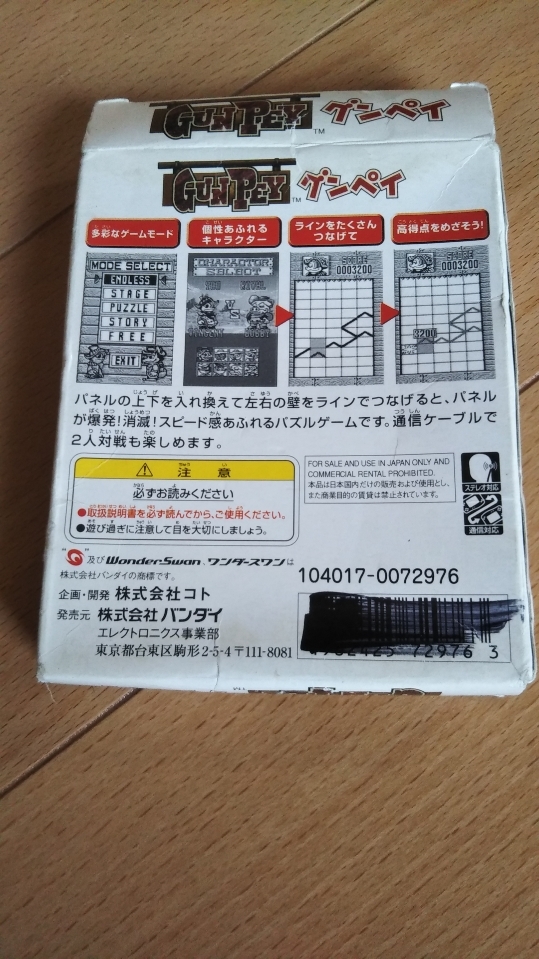 GUNPEY TM グンペイ
GUNPEY TM グンペイ
多彩なゲームモード
個性あふれる
キャラクター
ラインをたくさん
つなげて
高得点をめざそう!
MODE SELECT
ENDLESS
STAGE
PUZZLE
STORY
FREE
EXIT
CHARACTOR
SELECT
VS
SCORE
0003200
SCORE
0003200
3200
パネルの上下を入れ換えて左右の壁をラインでつなげると、パネル
が爆発!消滅!スピード感あふれるパズルゲームです。通信ケーブルで
2人対戦も楽しめます。
注意
必ずお読みください
●取扱説明書を必ず読んでから、ご使用ください。
●遊び過ぎに注意して目を大切にしましょう。
FOR SALE AND USE IN JAPAN ONLY AND
COMMERCIAL RENTAL PROHIBITED.
本品は日本国内だけの販売および使用とし、
また商業目的の賃貸は禁止されています。
ステレオ対応
通信対応
及び WonderSwan、ワンダースワンは
株式会社バンダイの商標です。
104017-0072976
企画・開発 株式会社コト
発売元 株式会社バンダイ
エレクトロニクス事業部
東京都台東区駒形2-5-4 〒111-8081
72976 3